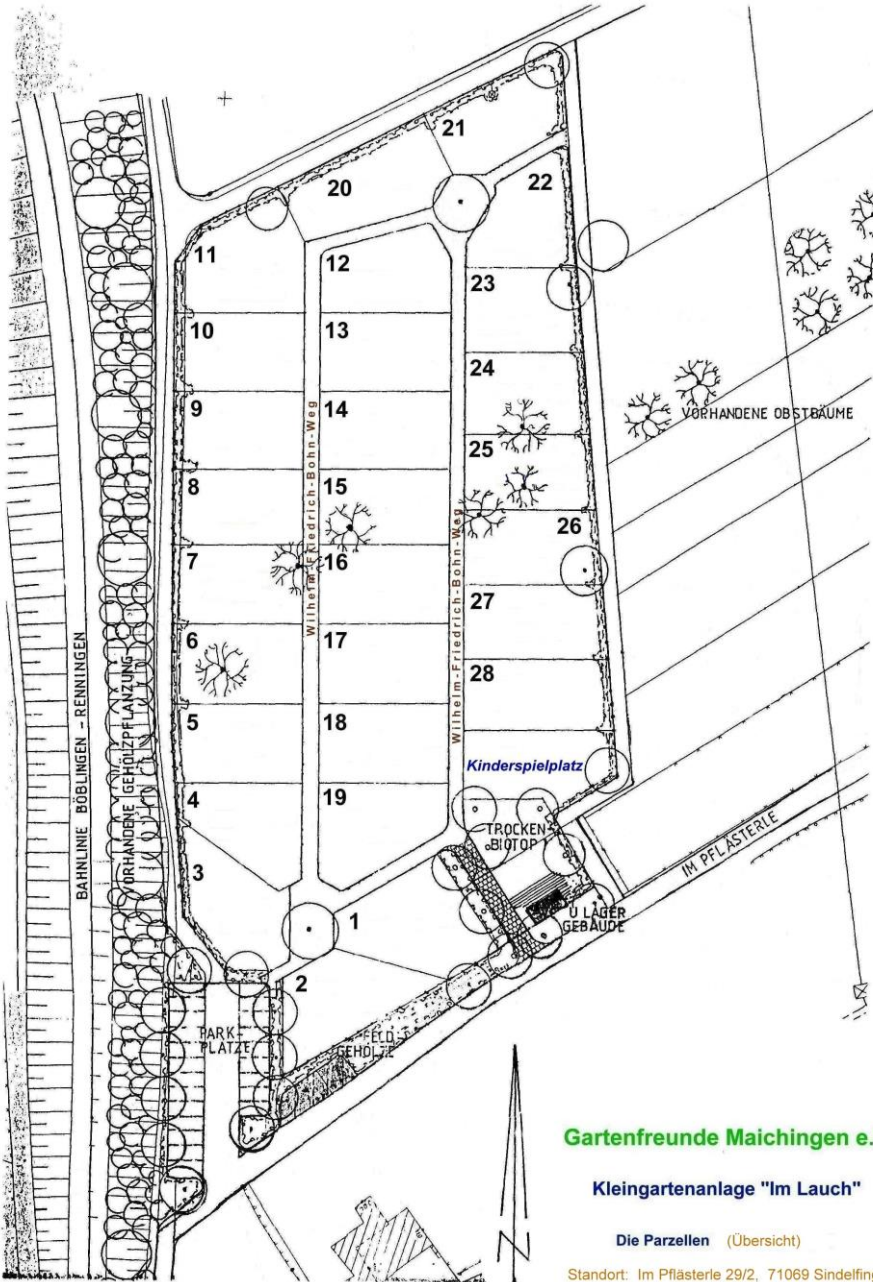 21
20
22
11
12
23
10
13
24
9
14
VORHANDENE OBSTBÄUME
25
8
15
26
7
16
27
6
17
28
5
18
Kinderspielplatz
4
19
3
1
2
Wilhelm-Friedrich-Bohn-Weg
Wilhelm-Friedrich-Bohn-Weg
BAHNLINIE BÖBLINGEN - RENNINGEN
VORHANDENE GEHÖLZPFLANZUNG
TROCKEN
BIOTOP
IM PFLÄSTERLE
LAGER
GEBÄUDE
PARK-
PLÄTZE
FELD
GEHÖLZE
N
Gartenfreunde Maichingen e.
Kleingartenanlage "Im Lauch"
Die Parzellen (Übersicht)
Standort: Im Pflästerle 29/2, 71069 Sindelfing